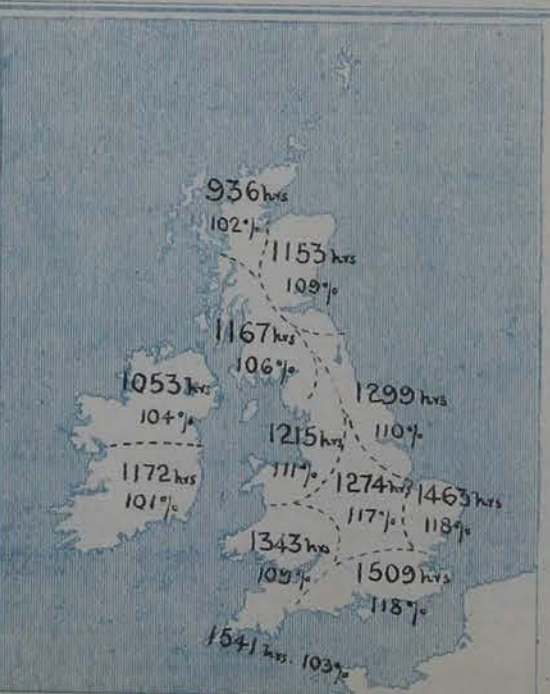 936 hrs
102%
1153 hrs
109%
1167 hrs
106%
1053 hrs
104%
1299 hrs
110%
1215 hrs
111%
1172 hrs
101%
1274 hrs
117%
1463 hrs
118%
1343 hrs
109%
1509 hrs
118%
1541 hrs. 103%